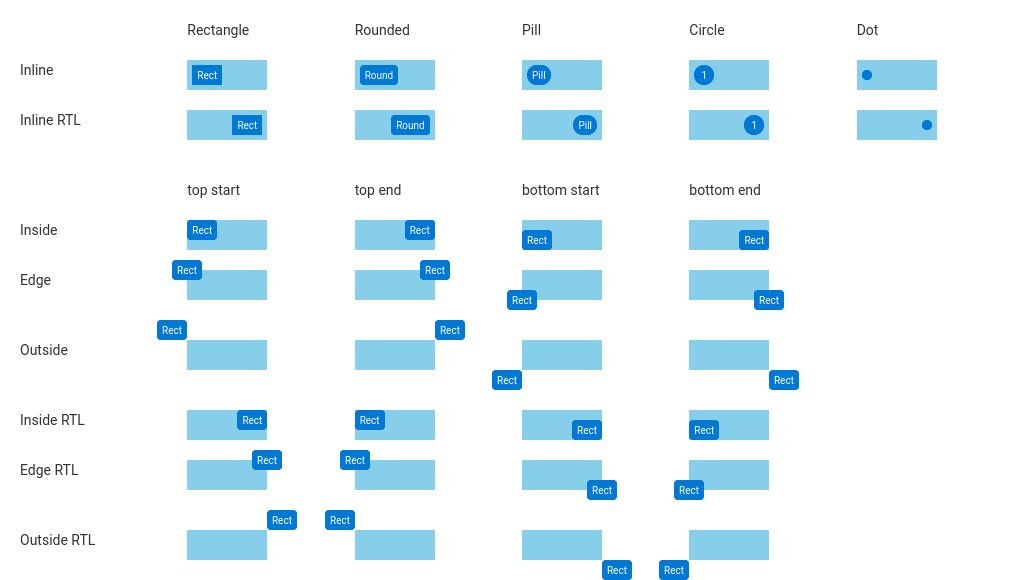 Rectangle Rounded Pill Circle Dot
Inline Rect Round Pill 1
Inline RTL Rect Round Pill 1
top start top end bottom start bottom end
Inside Rect Rect Rect Rect
Edge Rect Rect Rect Rect
Outside Rect Rect Rect Rect
Inside RTL Rect Rect Rect Rect
Edge RTL Rect Rect Rect Rect
Outside RTL Rect Rect Rect Rect